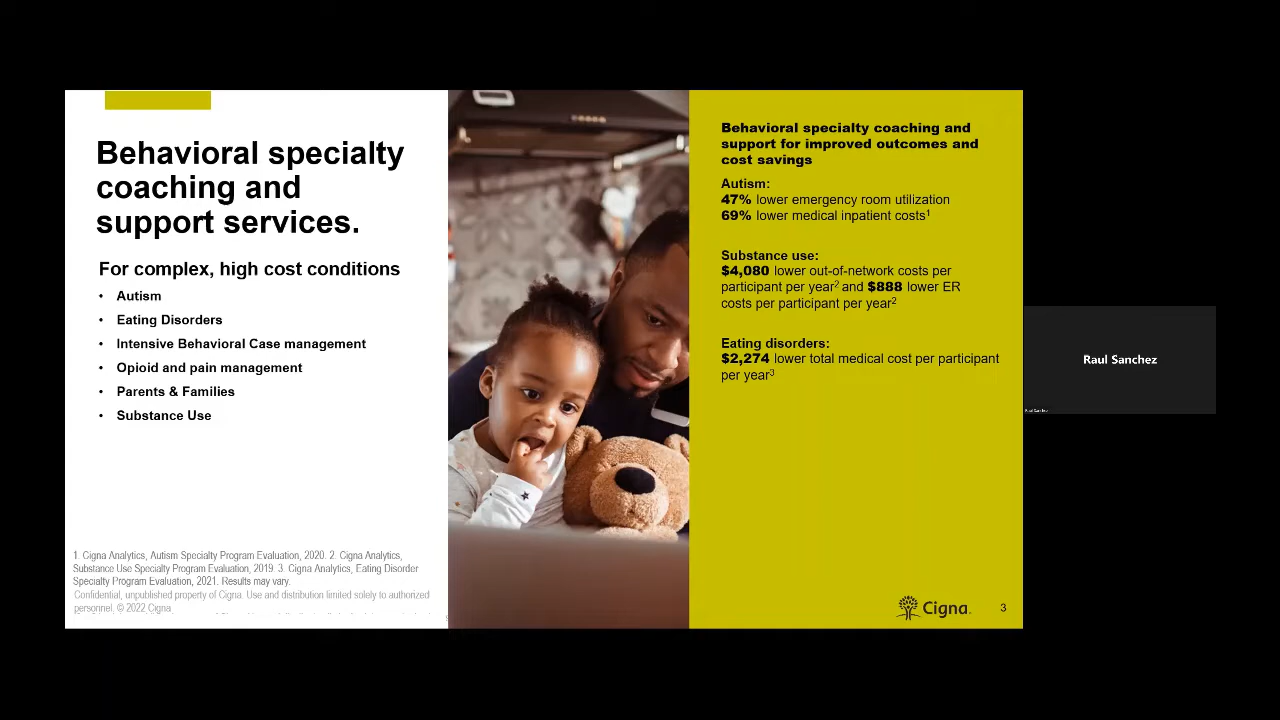 Behavioral specialty
coaching and
support services.
For complex, high cost conditions
• Autism
• Eating Disorders
• Intensive Behavioral Case management
• Opioid and pain management
• Parents & Families
• Substance Use
1. Cigna Analytics, Autism Specialty Program Evaluation, 2020. 2. Cigna Analytics,
Substance Use Specialty Program Evaluation, 2019. 3. Cigna Analytics, Eating Disorder
Specialty Program Evaluation, 2021. Results may vary.
Confidential, unpublished property of Cigna. Use and distribution limited solely to authorized
personnel. © 2022 Cigna
Behavioral specialty coaching and
support for improved outcomes and
cost savings
Autism:
47% lower emergency room utilization
69% lower medical inpatient costs¹
Substance use:
$4,080 lower out-of-network costs per
participant per year² and $888 lower ER
costs per participant per year²
Eating disorders:
$2,274 lower total medical cost per participant
per year³
Cigna.
3
Raul Sanchez
Raul Sanchez